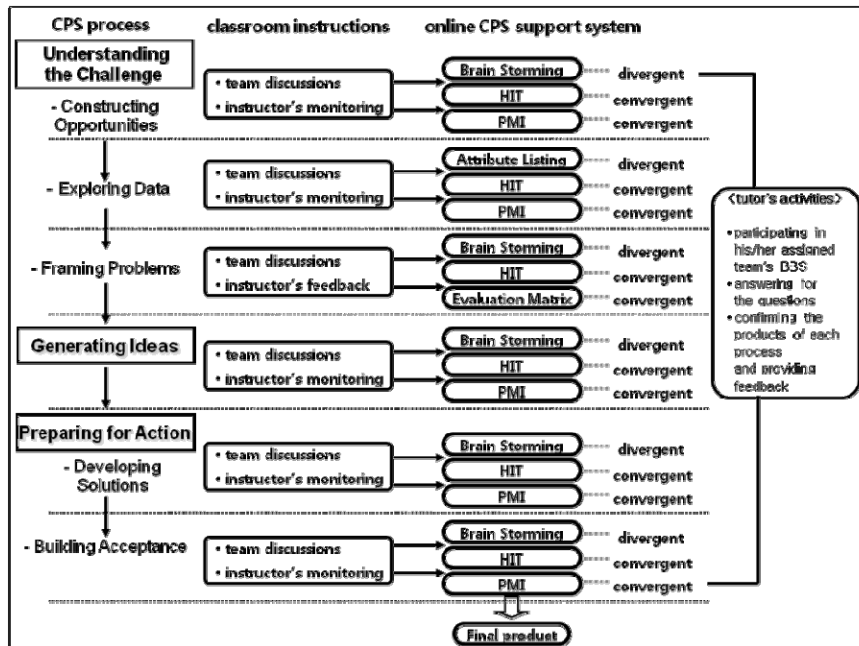 CPS process classroom instructions online CPS support system
Understanding
the Challenge
- Constructing
Opportunities
• team discussions
• instructor's monitoring
Brain Storming divergent
HIT convergent
PMI convergent
- Exploring Data
• team discussions
• instructor's monitoring
Attribute Listing divergent
HIT convergent
PMI convergent
- Framing Problems
• team discussions
• instructor's feedback
Brain Storming divergent
HIT convergent
Evaluation Matrix convergent
Generating Ideas
• team discussions
• instructor's monitoring
Brain Storming divergent
HIT convergent
PMI convergent
Preparing for Action
- Developing
Solutions
• team discussions
• instructor's monitoring
Brain Storming divergent
HIT convergent
PMI convergent
- Building Acceptance
• team discussions
• instructor's monitoring
Brain Storming divergent
HIT convergent
PMI convergent
Final product
<tutor's activities>
•participating in
his/her assigned
team's BBS
•answering for
the questions
•confirming the
products of each
process
and providing
feedback